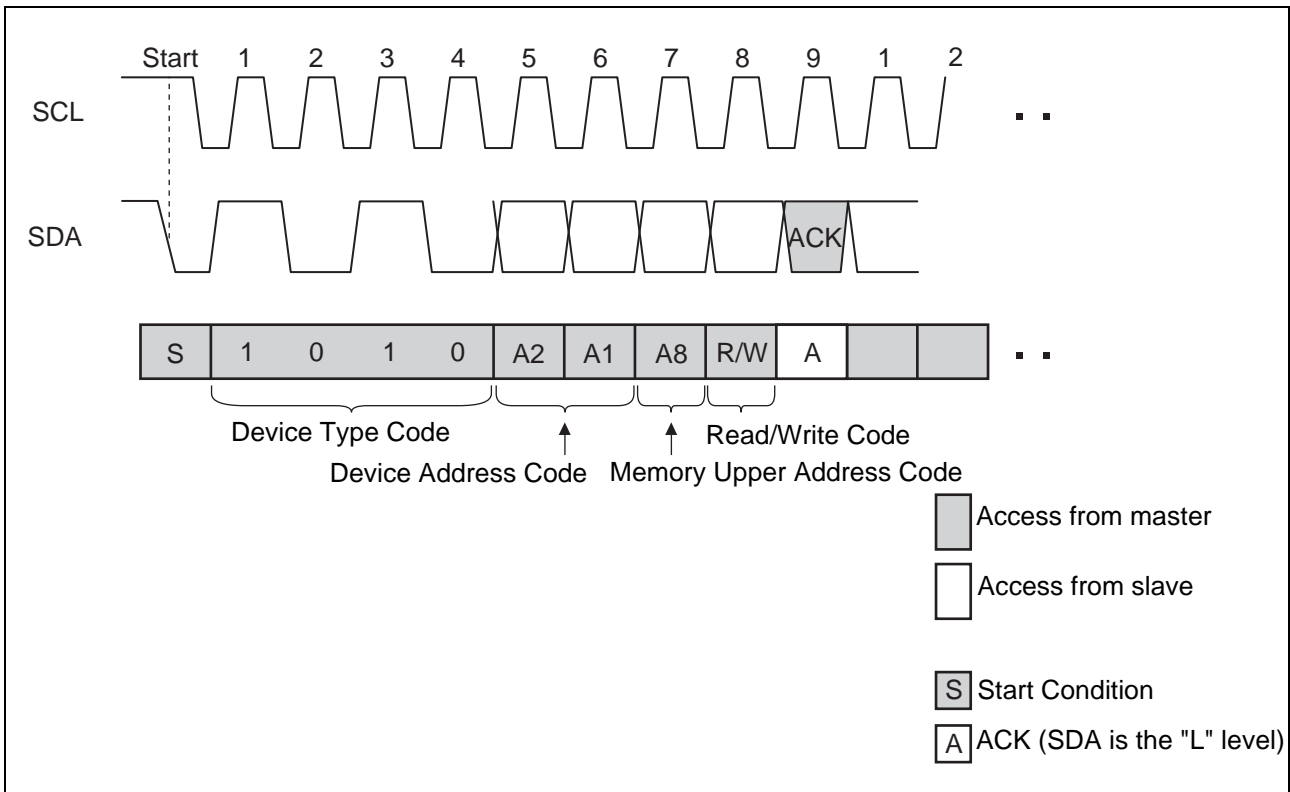 Start 1 2 3 4 5 6 7 8 9 1 2
SCL
SDA
ACK
S 1 0 1 0 A2 A1 A8 R/W A
Device Type Code
Read/Write Code
Device Address Code
Memory Upper Address Code
Access from master
Access from slave
S Start Condition
A ACK (SDA is the "L" level)